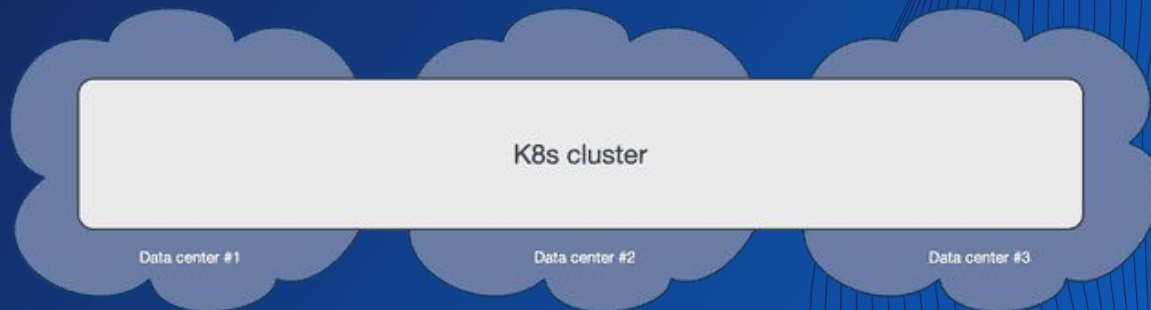 K8s cluster
Data center #1
Data center #2
Data center #3